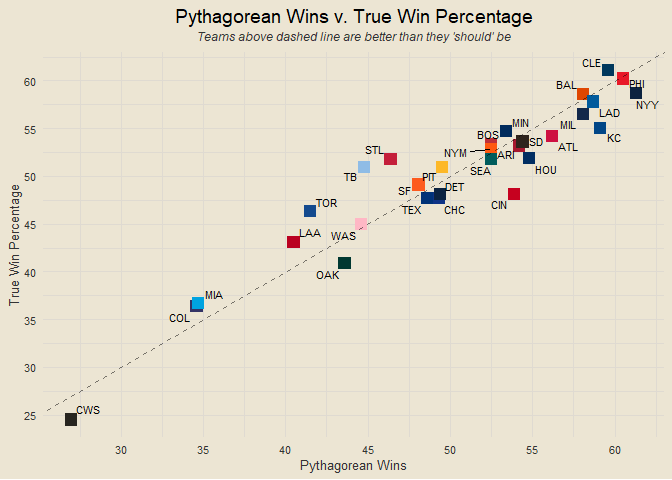 Pythagorean Wins v. True Win Percentage
Teams above dashed line are better than they 'should' be
True Win Percentage
60
55
50
45
40
35
30
25
CLE
PHI
BAL
NYY
LAD
MIN
MIL
KC
BOS
SD
ATL
STL
NYM
ARI
HOU
TB
PIT
SEA
SF
DET
TOR
TEX
CHC
CIN
LAA
WAS
OAK
MIA
COL
CWS
30
35
40
45
50
55
60
Pythagorean Wins